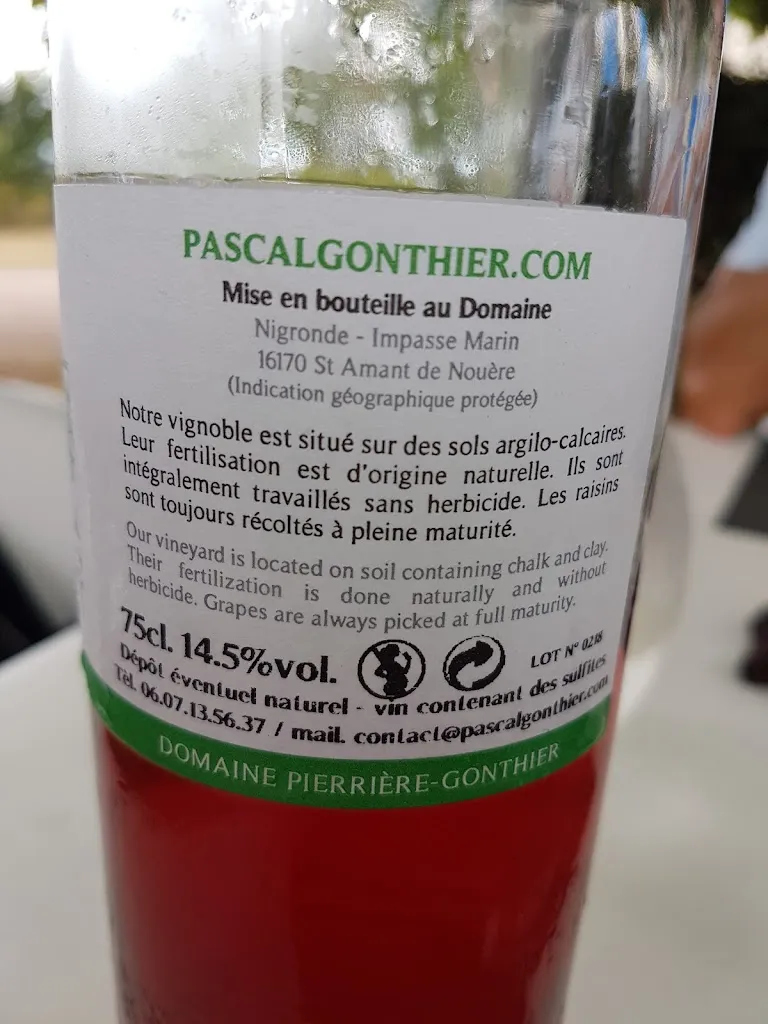 PASCALGONTHIER.COM
Mise en bouteille au Domaine
Nigronde - Impasse Marin
16170 St Amant de Nouère
(Indication géographique protégée)
Notre vignoble est situé sur des sols argilo-calcaires.
Leur fertilisation est d'origine naturelle. Ils sont
intégralement travaillés sans herbicide. Les raisins
sont toujours récoltés à pleine maturité.
Our vineyard is located on soil containing chalk and clay.
Their fertilization is done naturally and without
herbicide. Grapes are always picked at full maturity.
75cl. 14.5%vol.
LOT N° 0218
Dépôt éventuel naturel - vin contenant des sulfites
Tèl. 06.07.13.56.37 / mail. contact@pascalgonthier.com
DOMAINE PIERRIÈRE-GONTHIER